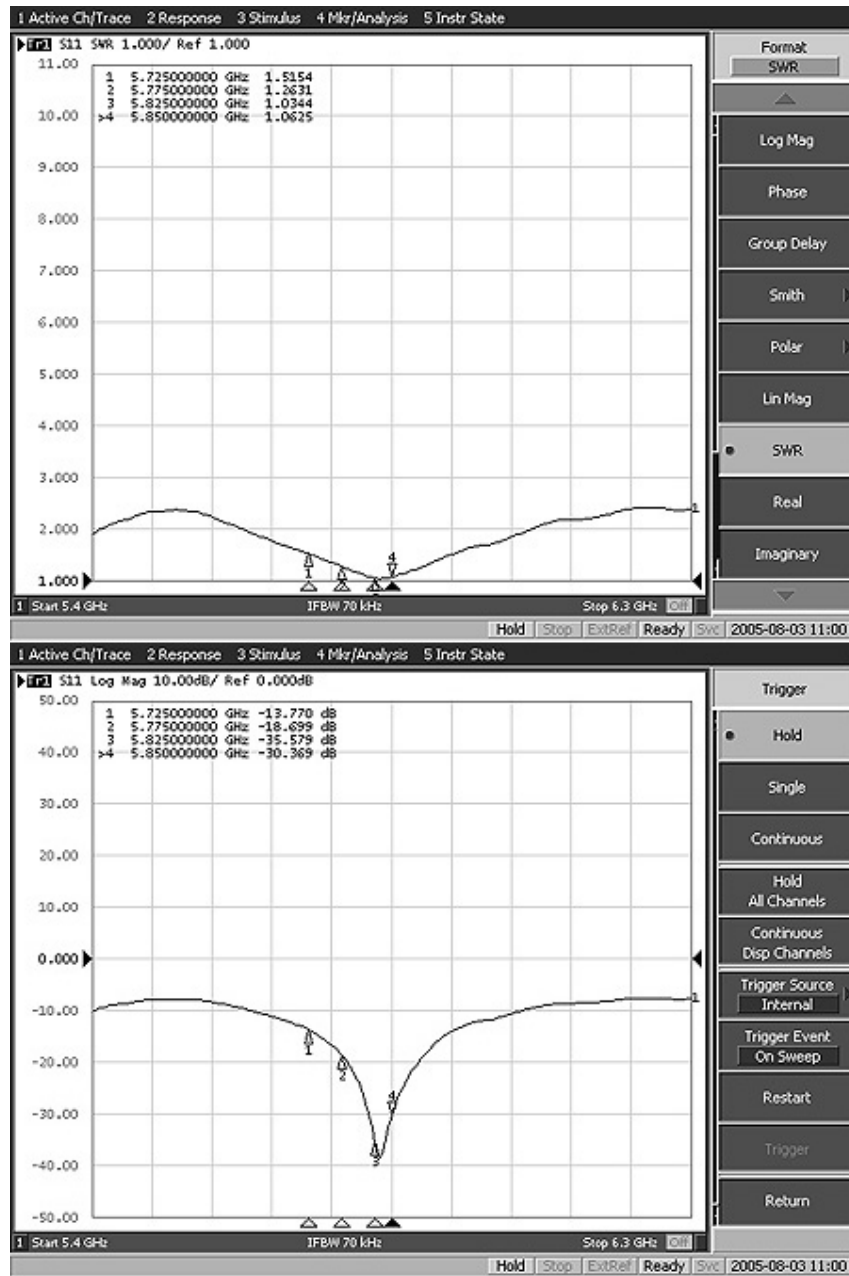 1 Active Ch/Trace 2 Response 3 Stimulus 4 Mkr/Analysis 5 Instr State
Tr1 S11 SWR 1.000/ Ref 1.000
11.00
1 5.725000000 GHz 1.5154
2 5.775000000 GHz 1.2631
3 5.825000000 GHz 1.0344
>4 5.850000000 GHz 1.0625
10.00
9.000
8.000
7.000
6.000
5.000
4.000
3.000
2.000
1.000
1
2
3
4
1
1 Start 5.4 GHz IFBW 70 kHz Stop 6.3 GHz Off
Format
SWR
Log Mag
Phase
Group Delay
Smith
Polar
Lin Mag
SWR
Real
Imaginary
Hold Stop ExtRef Ready Svc 2005-08-03 11:00
1 Active Ch/Trace 2 Response 3 Stimulus 4 Mkr/Analysis 5 Instr State
Tr1 S11 Log Mag 10.00dB/ Ref 0.000dB
50.00
1 5.725000000 GHz -13.770 dB
2 5.775000000 GHz -18.699 dB
3 5.825000000 GHz -35.579 dB
>4 5.850000000 GHz -30.369 dB
40.00
30.00
20.00
10.00
0.000
-10.00
-20.00
-30.00
-40.00
-50.00
1
2
3
4
1
1 Start 5.4 GHz IFBW 70 kHz Stop 6.3 GHz Off
Trigger
Hold
Single
Continuous
Hold
All Channels
Continuous
Disp Channels
Trigger Source
Internal
Trigger Event
On Sweep
Restart
Trigger
Return
Hold Stop ExtRef Ready Svc 2005-08-03 11:00